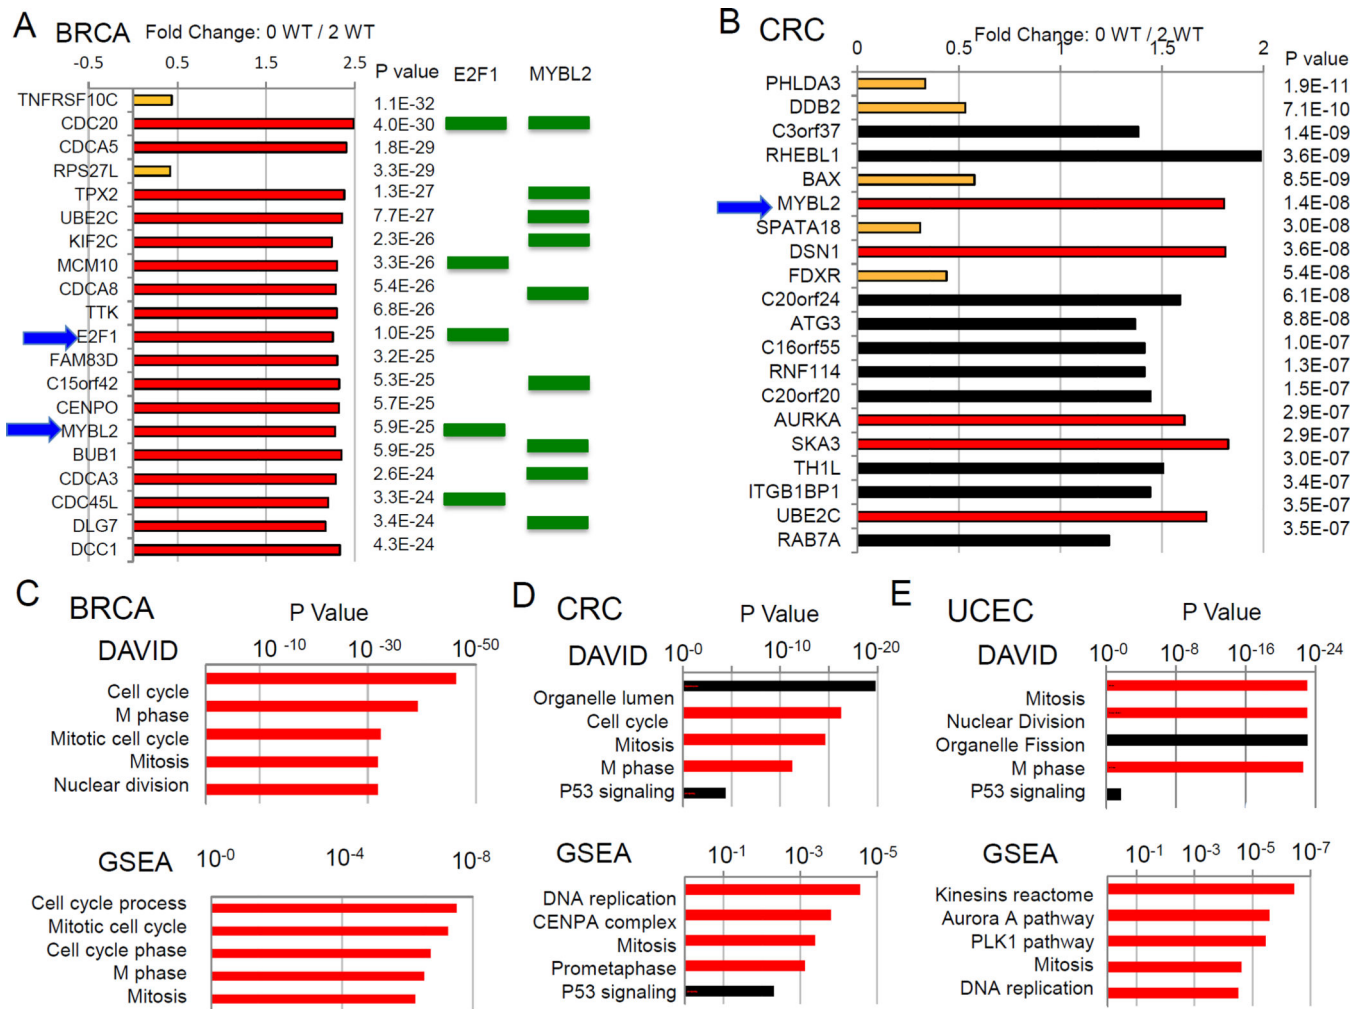 A BRCA Fold Change: 0 WT / 2 WT
-0.5 0.5 1.5 2.5 P value E2F1 MYBL2
TNFRSF10C 1.1E-32
CDC20 4.0E-30
CDCA5 1.8E-29
RPS27L 3.3E-29
TPX2 1.3E-27
UBE2C 7.7E-27
KIF2C 2.3E-26
MCM10 3.3E-26
CDCA8 5.4E-26
TTK 6.8E-26
E2F1 1.0E-25
FAM83D 3.2E-25
C15orf42 5.3E-25
CENPO 5.7E-25
MYBL2 5.9E-25
BUB1 5.9E-25
CDCA3 2.6E-24
CDC45L 3.3E-24
DLG7 3.4E-24
DCC1 4.3E-24
B CRC Fold Change: 0 WT / 2 WT
0 0.5 1.5 2 P value
PHLDA3 1.9E-11
DDB2 7.1E-10
C3orf37 1.4E-09
RHEBL1 3.6E-09
BAX 8.5E-09
MYBL2 1.4E-08
SPATA18 3.0E-08
DSN1 3.6E-08
FDXR 5.4E-08
C20orf24 6.1E-08
ATG3 8.8E-08
C16orf55 1.0E-07
RNF114 1.3E-07
C20orf20 1.5E-07
AURKA 2.9E-07
SKA3 2.9E-07
TH1L 3.0E-07
ITGB1BP1 3.4E-07
UBE2C 3.5E-07
RAB7A 3.5E-07
C BRCA P Value
DAVID 10-10 10-30 10-50
Cell cycle
M phase
Mitotic cell cycle
Mitosis
Nuclear division
GSEA 10-0 10-4 10-8
Cell cycle process
Mitotic cell cycle
Cell cycle phase
M phase
Mitosis
D CRC P Value
DAVID 10-0 10-10 10-20
Organelle lumen
Cell cycle
Mitosis
M phase
P53 signaling
GSEA 10-1 10-3 10-5
DNA replication
CENPA complex
Mitosis
Prometaphase
P53 signaling
E UCEC P Value
DAVID 10-0 10-8 10-16 10-24
Mitosis
Nuclear Division
Organelle Fission
M phase
P53 signaling
GSEA 10-1 10-3 10-5 10-7
Kinesins reactome
Aurora A pathway
PLK1 pathway
Mitosis
DNA replication